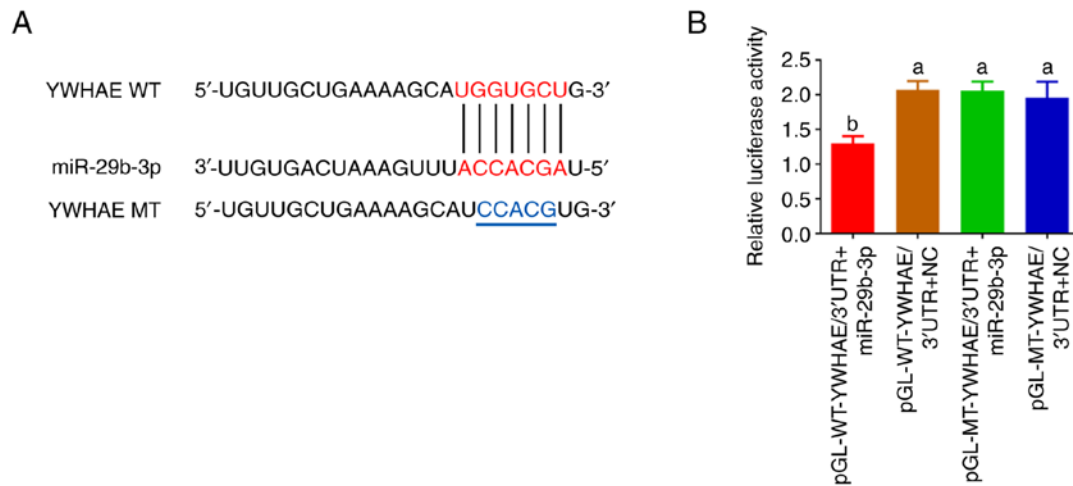 A
YWHAE WT 5′-UGUUGCUGAAAAGCAUGGUGCUG-3′
miR-29b-3p 3′-UUGUGACUAAAGUUUACCACGAU-5′
YWHAE MT 5′-UGUUGCUGAAAAGCAUCCACGUG-3′
B
Relative luciferase activity
2.5
2.0
1.5
1.0
0.5
0.0
b
a
a
a
pGL-WT-YWHAE/3′UTR+
miR-29b-3p
pGL-WT-YWHAE/
3′UTR+NC
pGL-MT-YWHAE/3′UTR+
miR-29b-3p
pGL-MT-YWHAE/
3′UTR+NC